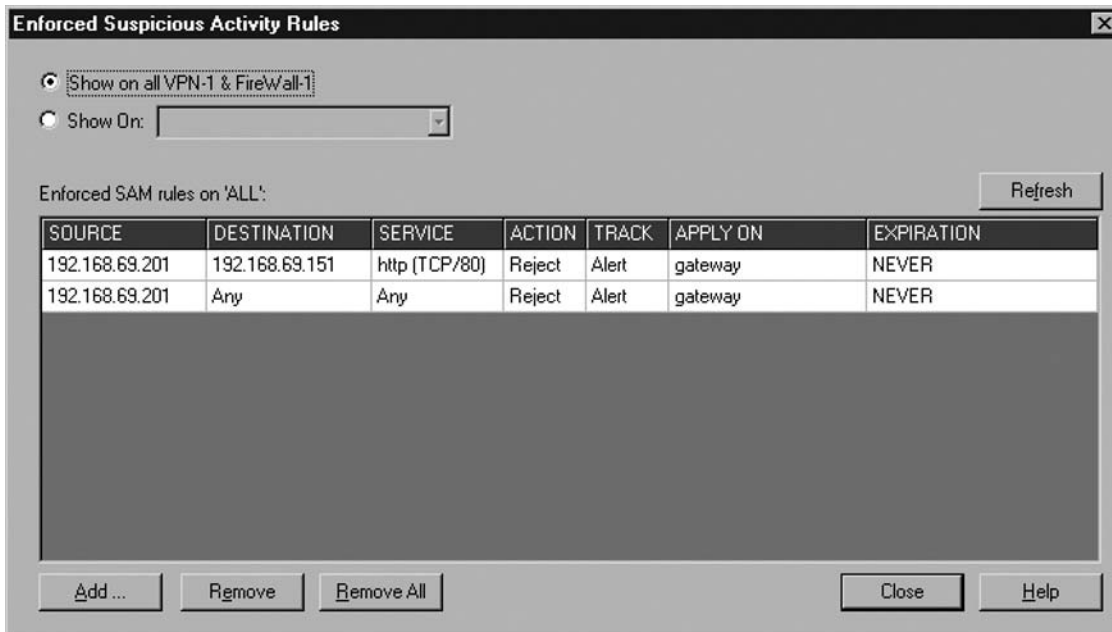 Enforced Suspicious Activity Rules
Show on all VPN-1 & FireWall-1
Show On:
Enforced SAM rules on 'ALL':
Refresh
SOURCE DESTINATION SERVICE ACTION TRACK APPLY ON EXPIRATION
192.168.69.201 192.168.69.151 http (TCP/80) Reject Alert gateway NEVER
192.168.69.201 Any Any Reject Alert gateway NEVER
Add ... Remove Remove All Close Help